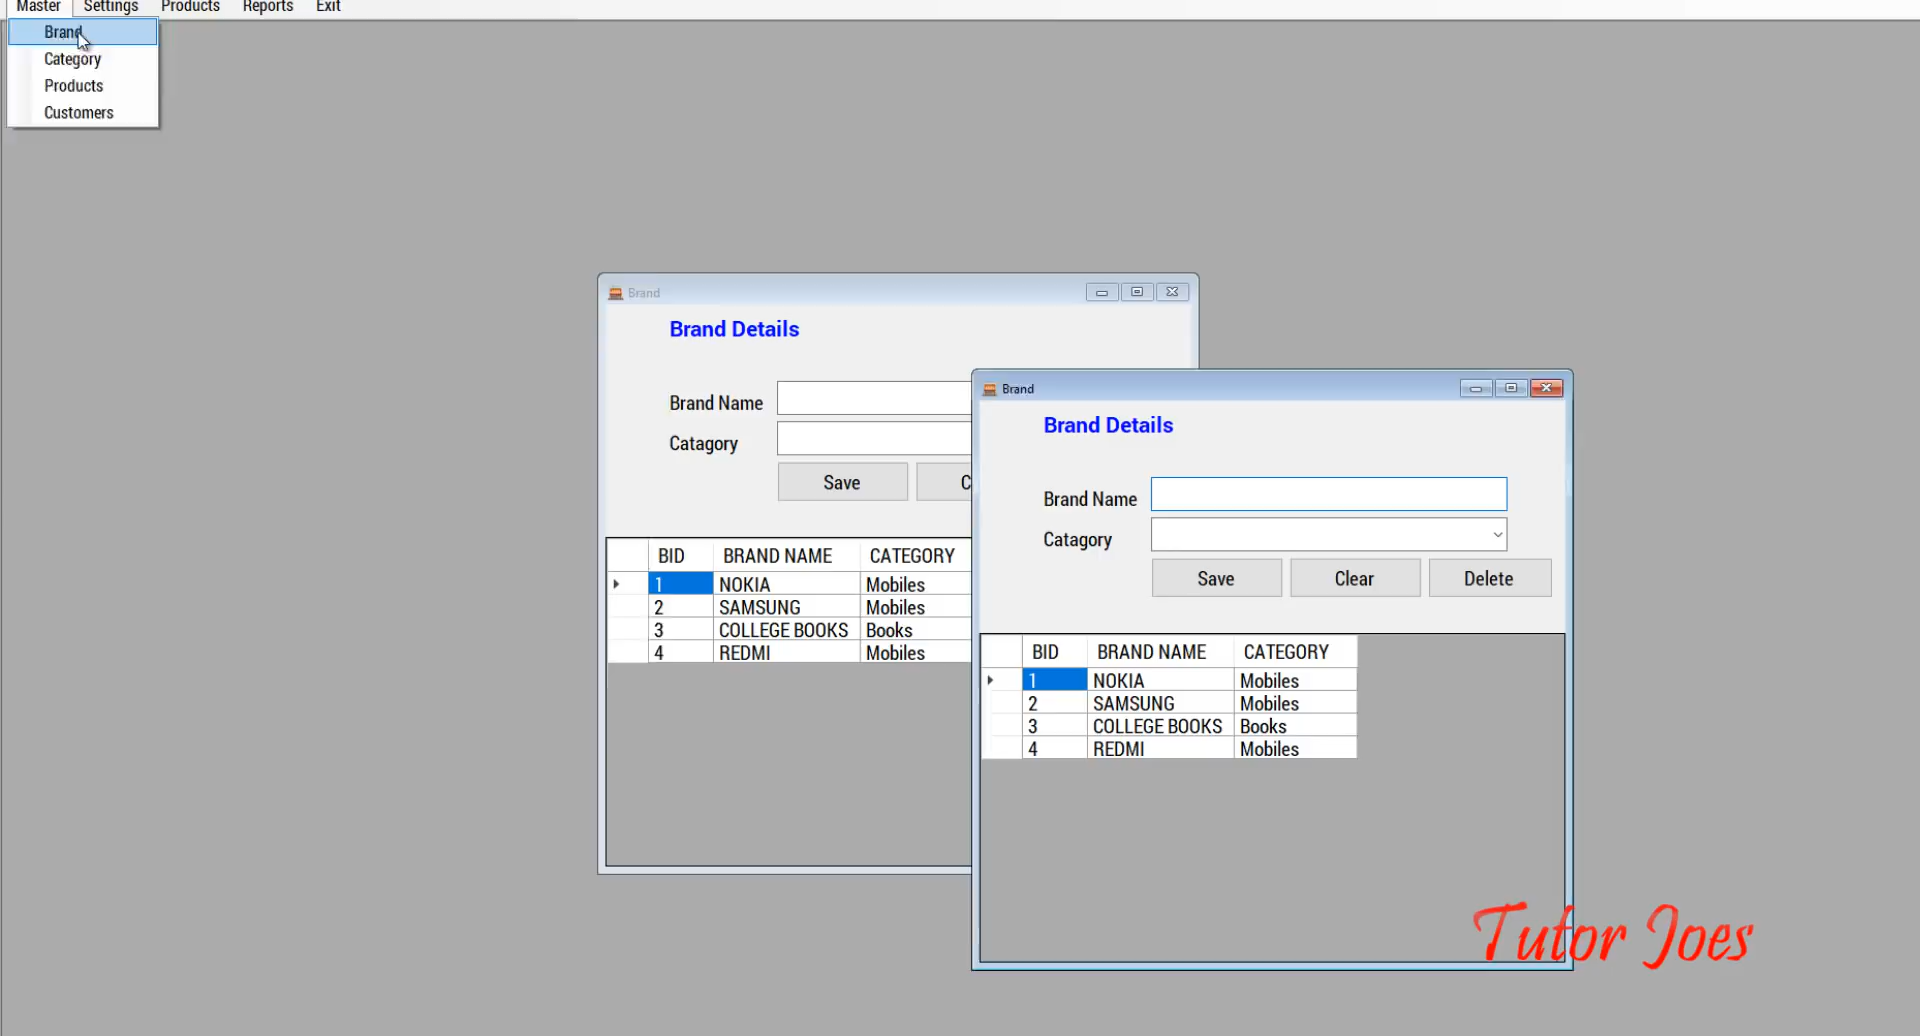 Master Settings Products Reports Exit
Brand
Category
Products
Customers
Brand
Brand Details
Brand Name
Catagory
Save C
BID BRAND NAME CATEGORY
1 NOKIA Mobiles
2 SAMSUNG Mobiles
3 COLLEGE BOOKS Books
4 REDMI Mobiles
Brand
Brand Details
Brand Name
Catagory
Save Clear Delete
BID BRAND NAME CATEGORY
1 NOKIA Mobiles
2 SAMSUNG Mobiles
3 COLLEGE BOOKS Books
4 REDMI Mobiles
Tutor Joes